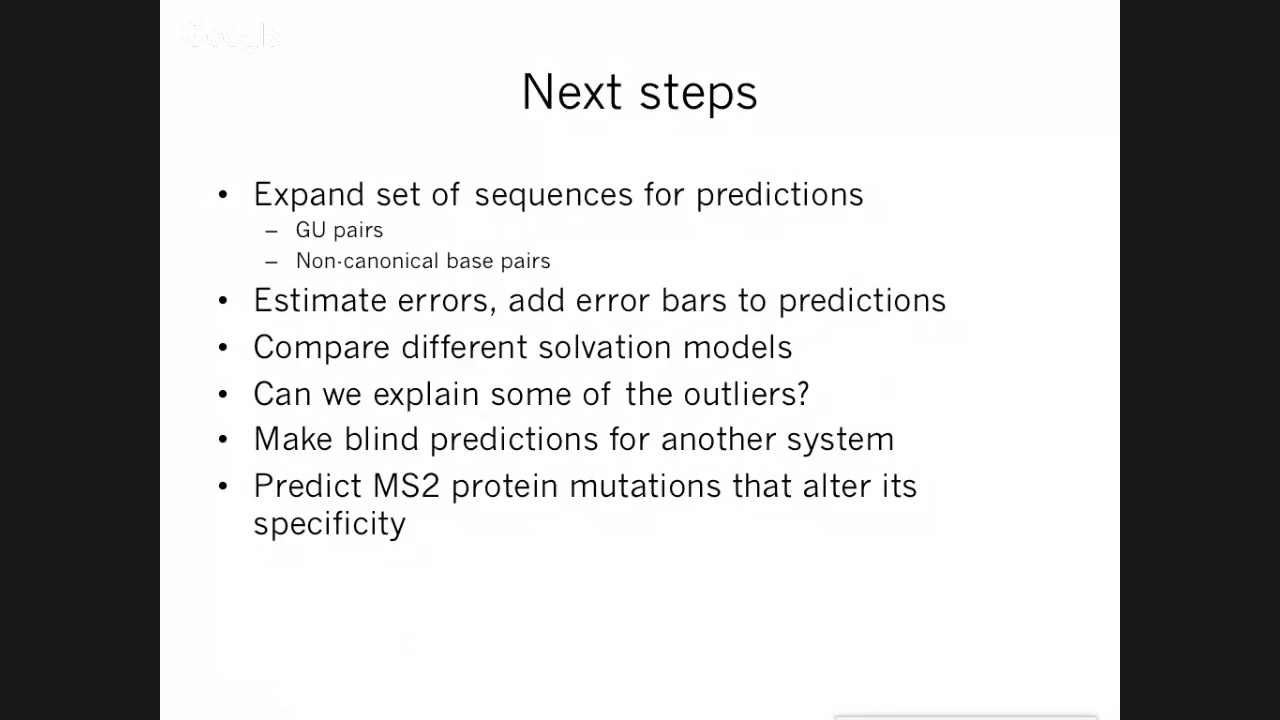 Google
Next steps
• Expand set of sequences for predictions
– GU pairs
– Non-canonical base pairs
• Estimate errors, add error bars to predictions
• Compare different solvation models
• Can we explain some of the outliers?
• Make blind predictions for another system
• Predict MS2 protein mutations that alter its
specificity